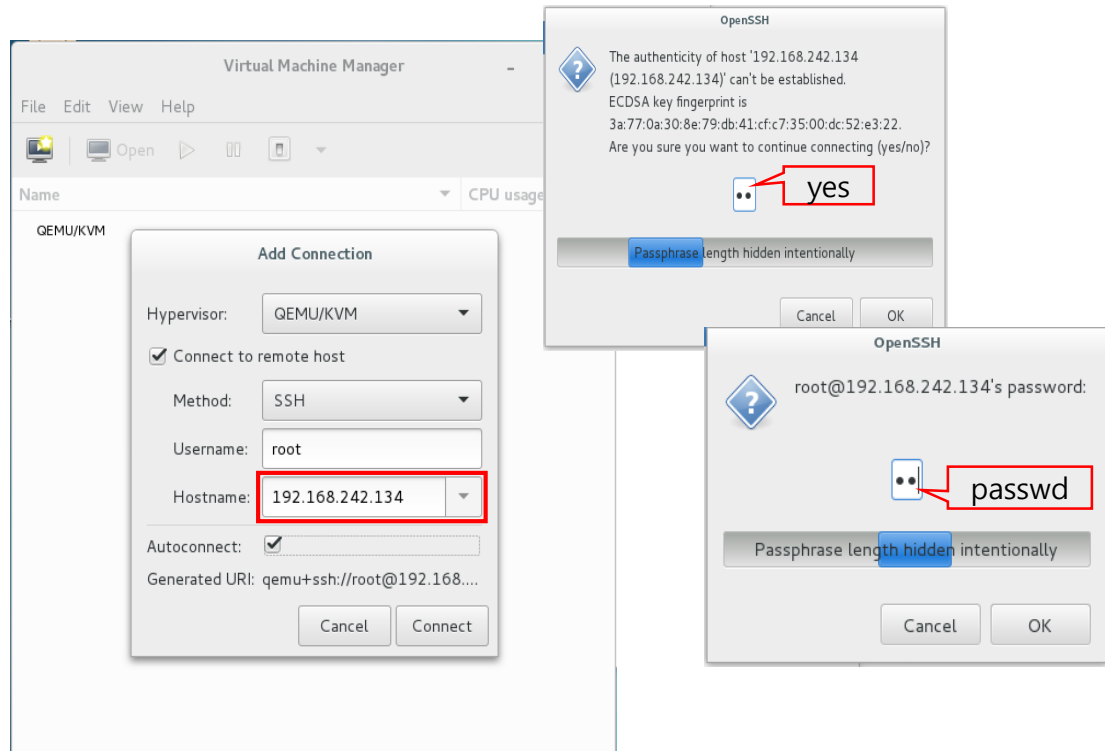 Virtual Machine Manager
-
File Edit View Help
Open
Name CPU usage
QEMU/KVM
Add Connection
Hypervisor: QEMU/KVM
Connect to remote host
Method: SSH
Username: root
Hostname: 192.168.242.134
Autoconnect:
Generated URI: qemu+ssh://root@192.168....
Cancel Connect
OpenSSH
The authenticity of host '192.168.242.134
(192.168.242.134)' can't be established.
ECDSA key fingerprint is
3a:77:0a:30:8e:79:db:41:cf:c7:35:00:dc:52:e3:22.
Are you sure you want to continue connecting (yes/no)?
yes
Passphrase length hidden intentionally
Cancel OK
OpenSSH
root@192.168.242.134's password:
passwd
Passphrase length hidden intentionally
Cancel OK